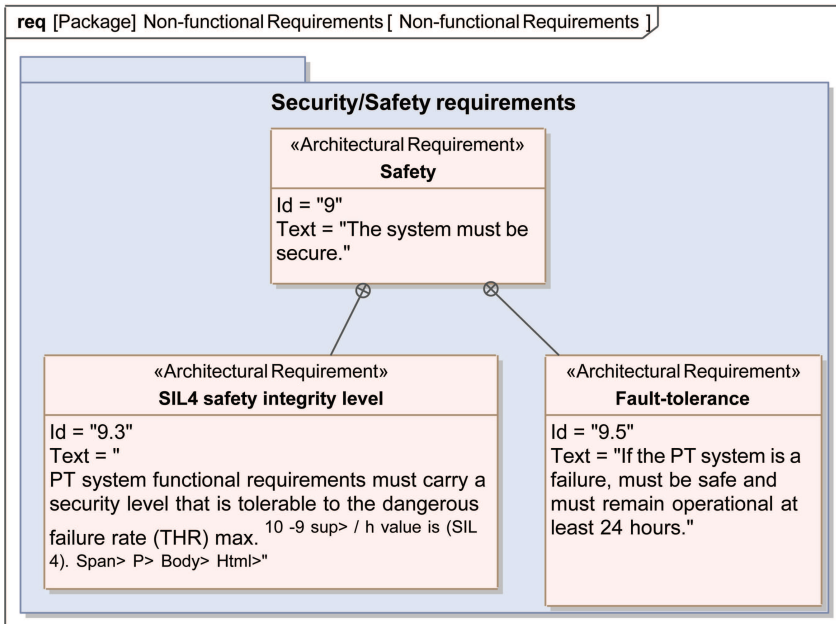 req [Package] Non-functional Requirements [ Non-functional Requirements ]
Security/Safety requirements
«Architectural Requirement»
Safety
Id = "9"
Text = "The system must be
secure."
«Architectural Requirement»
SIL4 safety integrity level
Id = "9.3"
Text = "
PT system functional requirements must carry a
security level that is tolerable to the dangerous
failure rate (THR) max. 10 -9 sup> / h value is (SIL
4). Span> P> Body> Html>"
«Architectural Requirement»
Fault-tolerance
Id = "9.5"
Text = "If the PT system is a
failure, must be safe and
must remain operational at
least 24 hours."